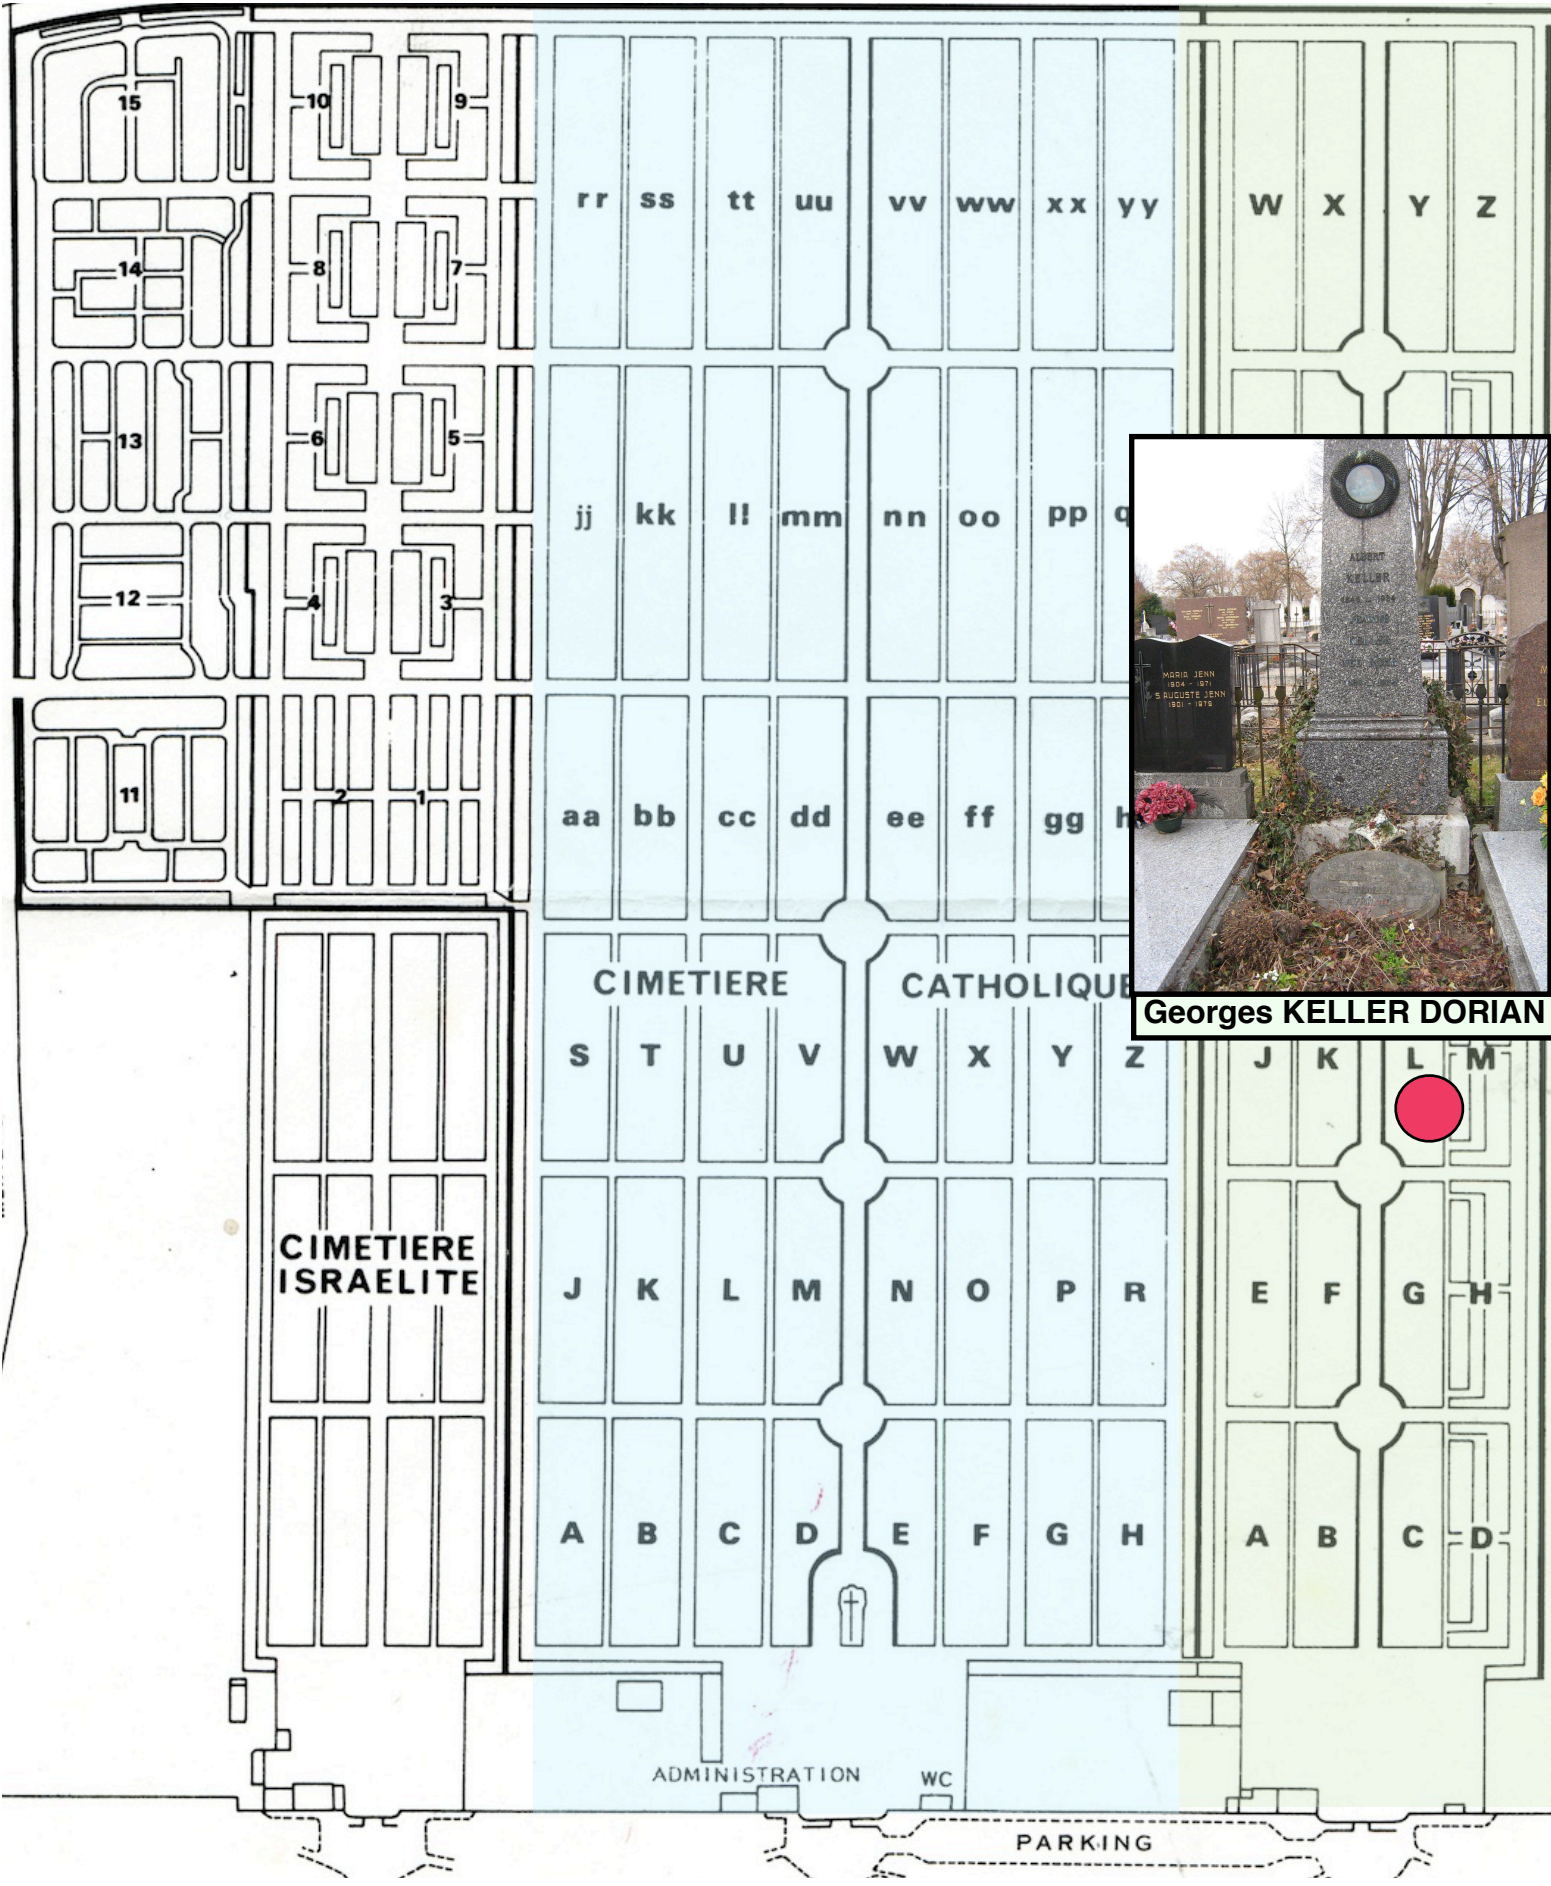 15 10 9
rr ss tt uu vv ww xx yy W X Y Z
14 8 7
13 6 5
jj kk ll mm nn oo pp q
ALBERT
KELLER
12 4 3
MARIA JENN
1904 - 1971
S AUGUSTE JENN
1901 - 1979
11 2 1
aa bb cc dd ee ff gg h
CIMETIERE CATHOLIQUE
Georges KELLER DORIAN
S T U V W X Y Z J K L M
CIMETIERE
ISRAELITE
J K L M N O P R E F G H
A B C D E F G H A B C D
ADMINISTRATION WC
PARKING